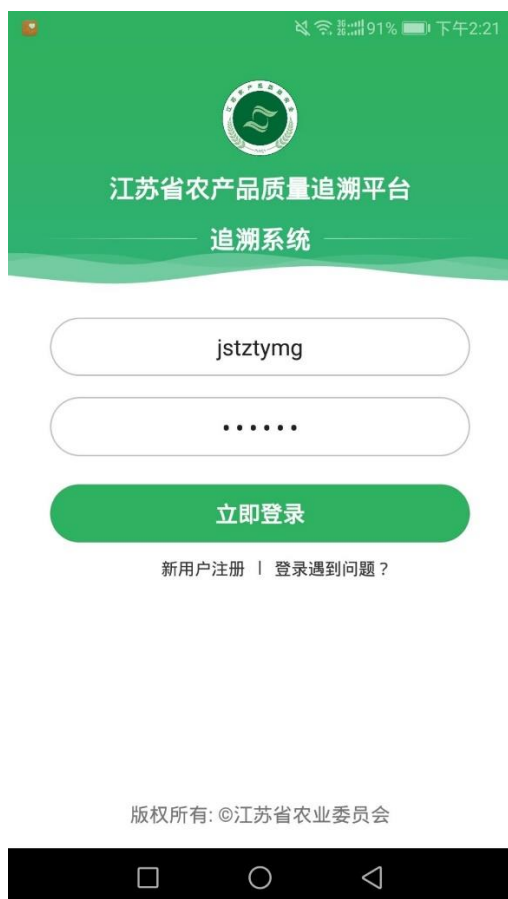 91% 下午2:21
江苏省农产品质量追溯平台
追溯系统
jstztymg
••••••
立即登录
新用户注册 | 登录遇到问题？
版权所有: ©江苏省农业委员会